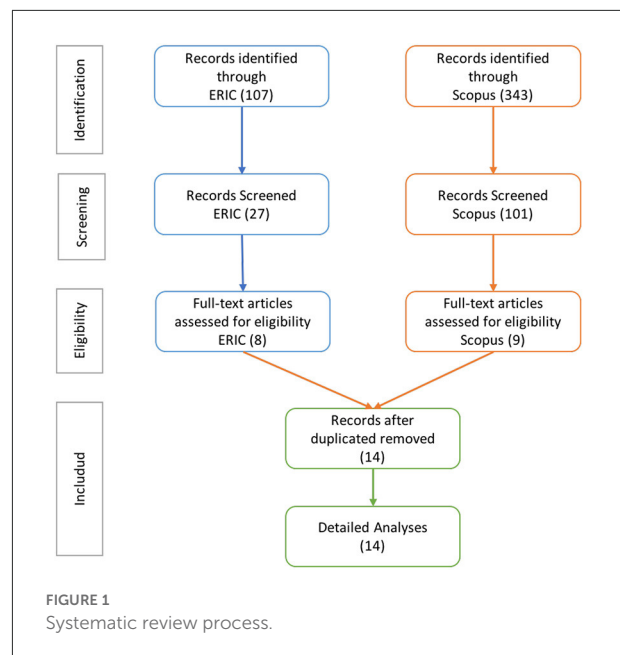 Identification
Records identified
through
ERIC (107)
Records identified
through
Scopus (343)
Screening
Records Screened
ERIC (27)
Records Screened
Scopus (101)
Eligibility
Full-text articles
assessed for eligibility
ERIC (8)
Full-text articles
assessed for eligibility
Scopus (9)
Includud
Records after
duplicated removed
(14)
Detailed Analyses
(14)
FIGURE 1
Systematic review process.